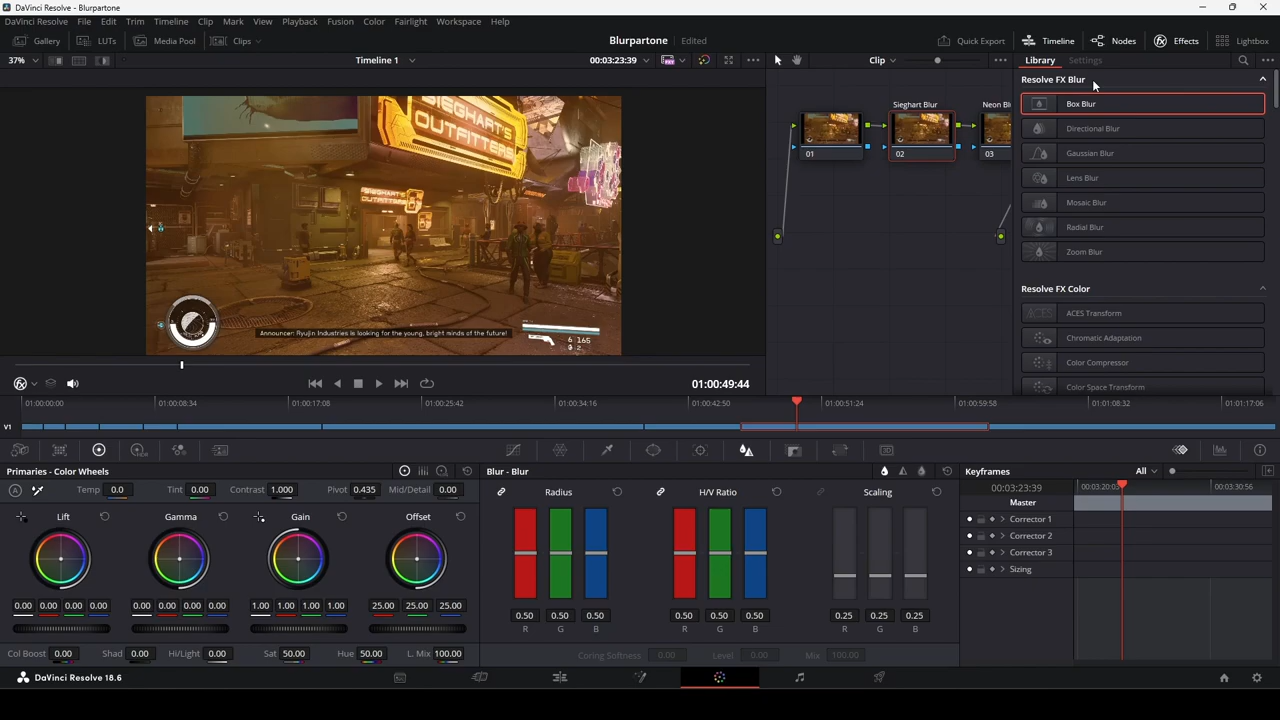 DaVinci Resolve - Blurpartone
DaVinci Resolve File Edit Trim Timeline Clip Mark View Playback Fusion Color Fairlight Workspace Help
Gallery LUTs Media Pool Clips Blurpartone Edited Quick Export Timeline Nodes Effects Lightbox
37% Timeline 1 00:03:23:39 Clip Library Settings
Resolve FX Blur
Box Blur
Directional Blur
Gaussian Blur
Lens Blur
Mosaic Blur
Radial Blur
Zoom Blur
Resolve FX Color
ACES Transform
Chromatic Adaptation
Color Compressor
Color Space Transform
Sieghart Blur Neon Bl
01 02 03
SIEGHART'S
OUTFITTERS
SIEGHART'S
OUTFITTERS
Announcer: Ryujin Industries is looking for the young, bright minds of the future!
6 165
2
01:00:49:44
01:00:00:00 01:00:08:34 01:00:17:08 01:00:25:42 01:00:34:16 01:00:42:50 01:00:51:24 01:00:59:58 01:01:08:32 01:01:17:06
V1
Primaries - Color Wheels
Temp 0.0 Tint 0.00 Contrast 1.000 Pivot 0.435 Mid/Detail 0.00
Lift Gamma Gain Offset
0.00 0.00 0.00 0.00 0.00 0.00 0.00 0.00 1.00 1.00 1.00 1.00 25.00 25.00 25.00
Col Boost 0.00 Shad 0.00 Hi/Light 0.00 Sat 50.00 Hue 50.00 L. Mix 100.00
Blur - Blur
Radius H/V Ratio Scaling
0.50 0.50 0.50 0.50 0.50 0.50 0.25 0.25 0.25
R G B R G B R G B
Coring Softness 0.00 Level 0.00 Mix 100.00
Keyframes All
00:03:23:39 00:03:20:03 00:03:30:56
Master
Corrector 1
Corrector 2
Corrector 3
Sizing
DaVinci Resolve 18.6